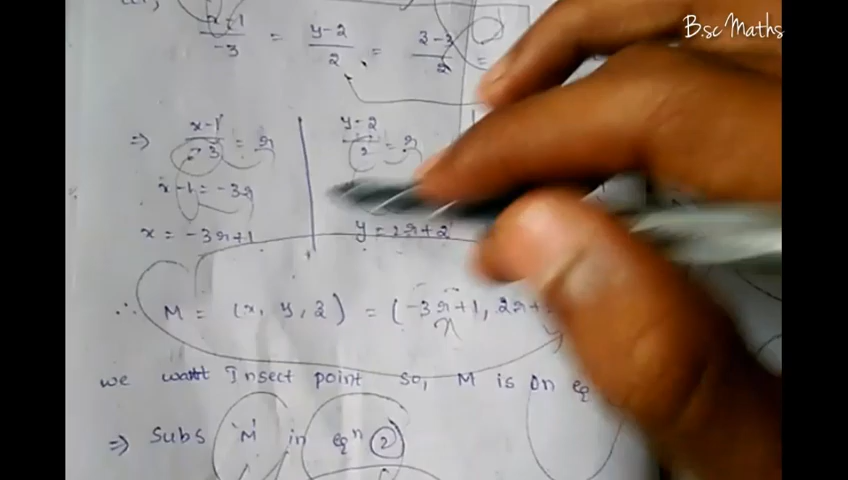 B.sc Maths
x-1/-3 = y-2/2 = 3-3/2 =
⇒ x-1/-3 = r | y-2/2 = r
x-1 = -3r
x = -3r+1 | y = 2r+2
∴ M = (x, y, z) = (-3r+1, 2r+
we want Insect point so, M is on eq
⇒ Subs 'M' in eqⁿ ②